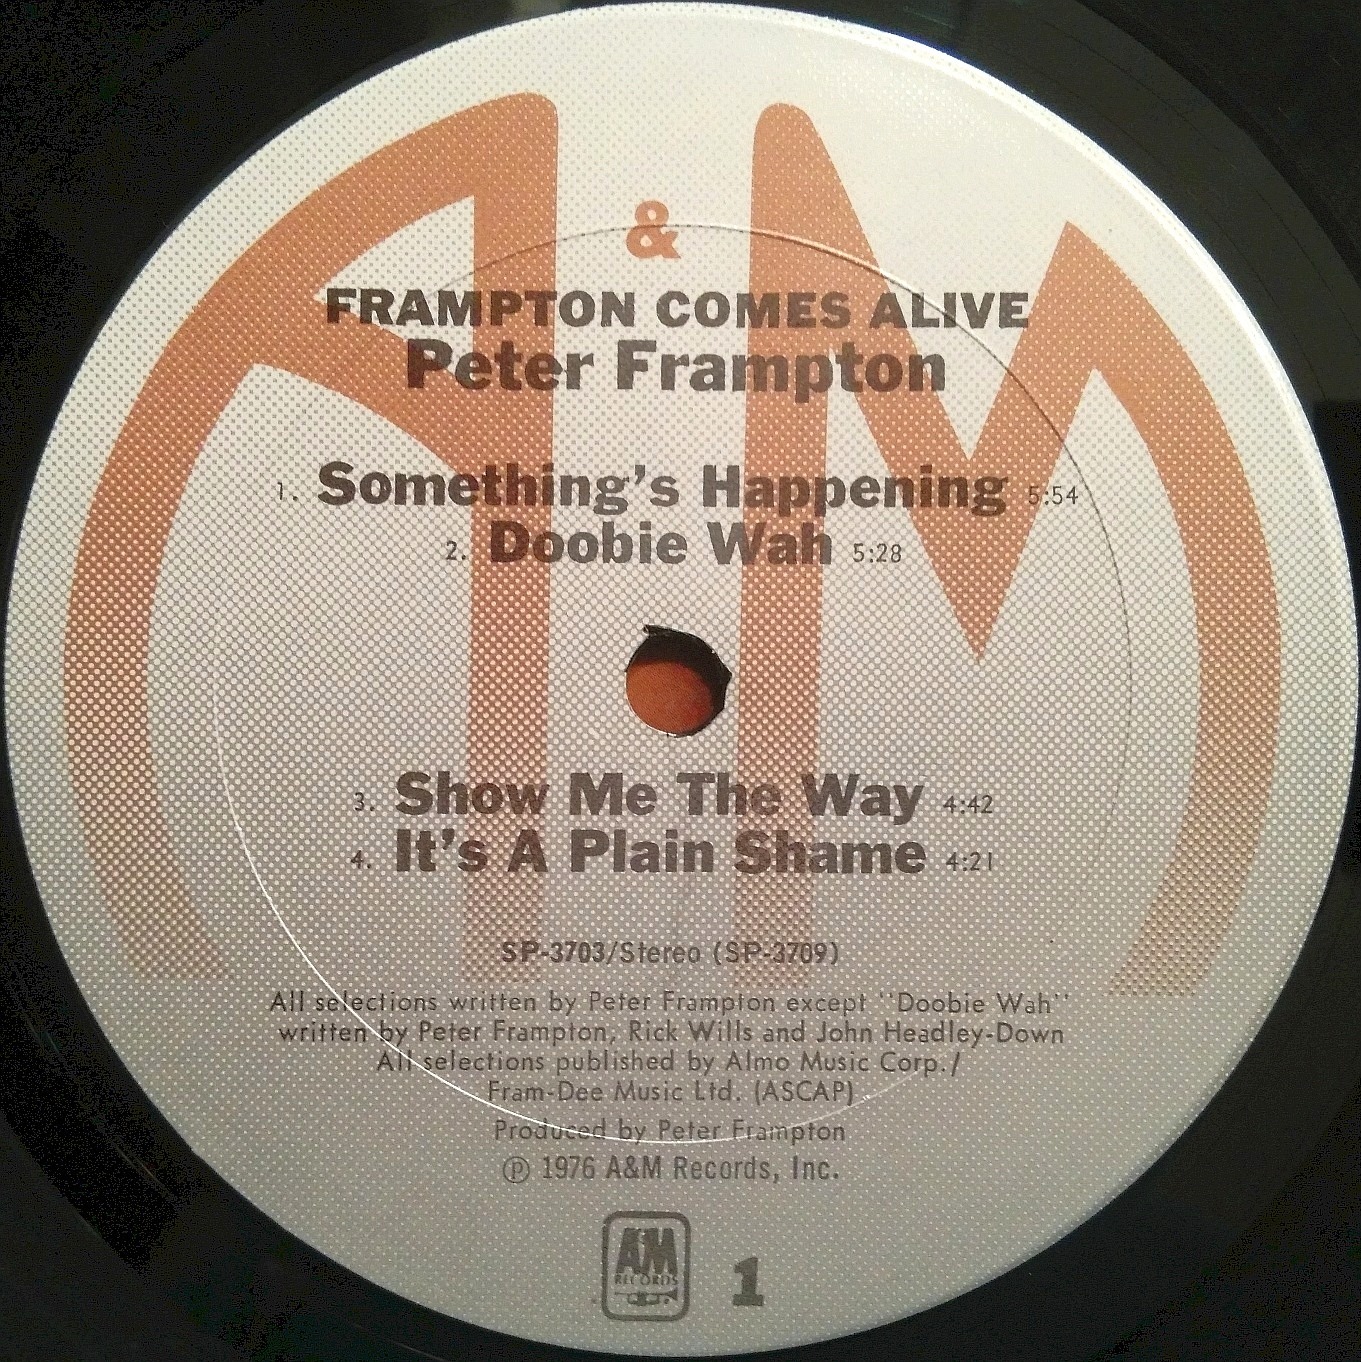 A & M
FRAMPTON COMES ALIVE
Peter Frampton
1. Something's Happening 5:54
2. Doobie Wah 5:28
3. Show Me The Way 4:42
4. It's A Plain Shame 4:21
SP-3703/Stereo (SP-3709)
All selections written by Peter Frampton except "Doobie Wah"
written by Peter Frampton, Rick Wills and John Headley-Down
All selections published by Almo Music Corp./
Fram-Dee Music Ltd. (ASCAP)
Produced by Peter Frampton
℗ 1976 A&M Records, Inc.
A&M
RECORDS
1